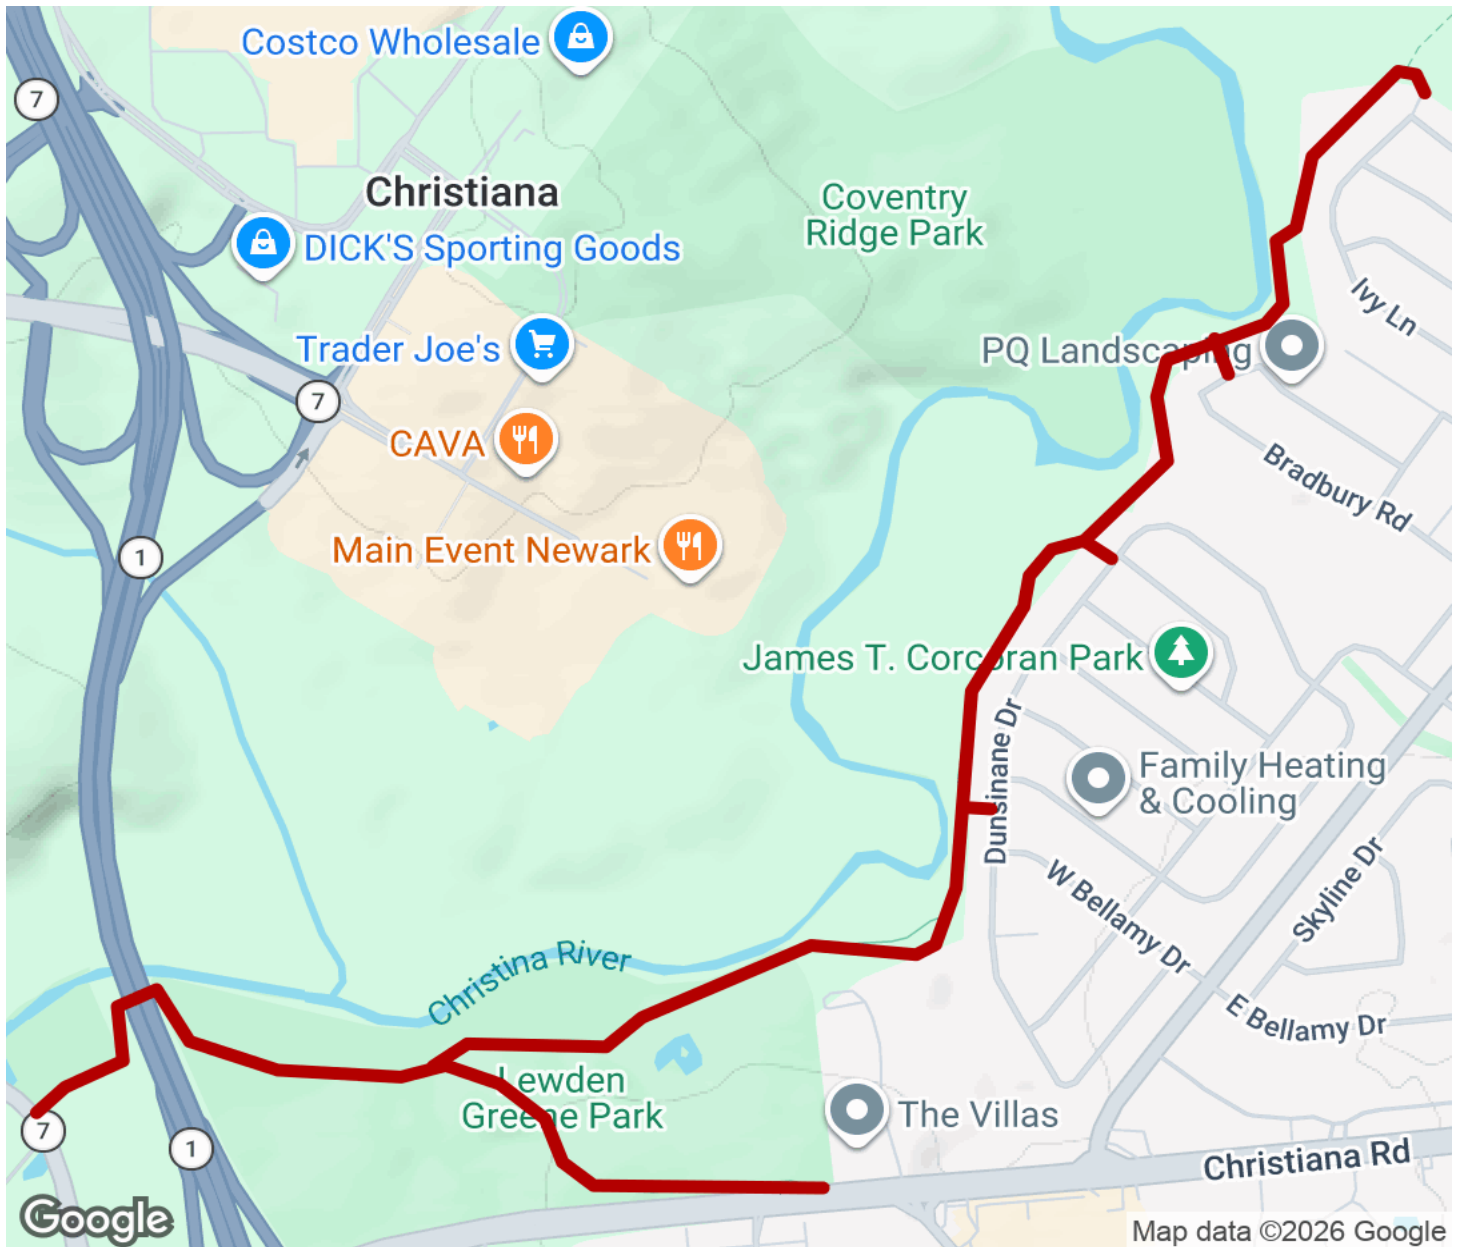 Costco Wholesale
7
Christiana
Coventry
Ridge Park
DICK'S Sporting Goods
Ivy Ln
Trader Joe's
PQ Landscaping
7
CAVA
Bradbury Rd
Main Event Newark
1
James T. Corcoran Park
Dunsinane Dr
Family Heating
& Cooling
Skyline Dr
W Bellamy Dr
Christina River
E Bellamy Dr
Lewden
Greene Park
The Villas
7
1
Christiana Rd
Google
Map data ©2026 Google